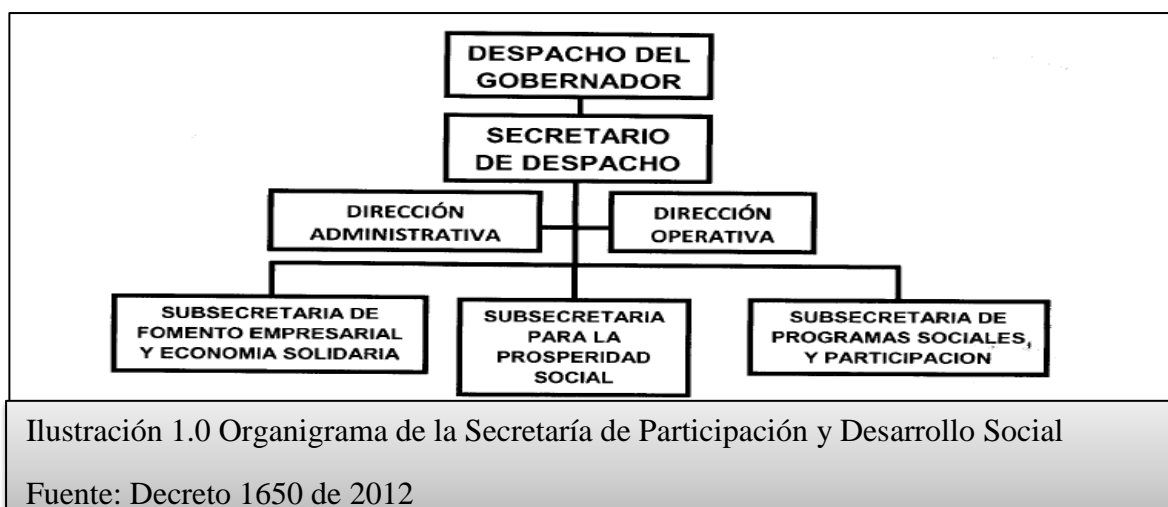 DESPACHO DEL
GOBERNADOR
SECRETARIO
DE DESPACHO
DIRECCIÓN
ADMINISTRATIVA
DIRECCIÓN
OPERATIVA
SUBSECRETARIA DE
FOMENTO EMPRESARIAL
Y ECONOMIA SOLIDARIA
SUBSECRETARIA
PARA LA
PROSPERIDAD
SOCIAL
SUBSECRETARIA DE
PROGRAMAS SOCIALES,
Y PARTICIPACION
Ilustración 1.0 Organigrama de la Secretaría de Participación y Desarrollo Social
Fuente: Decreto 1650 de 2012